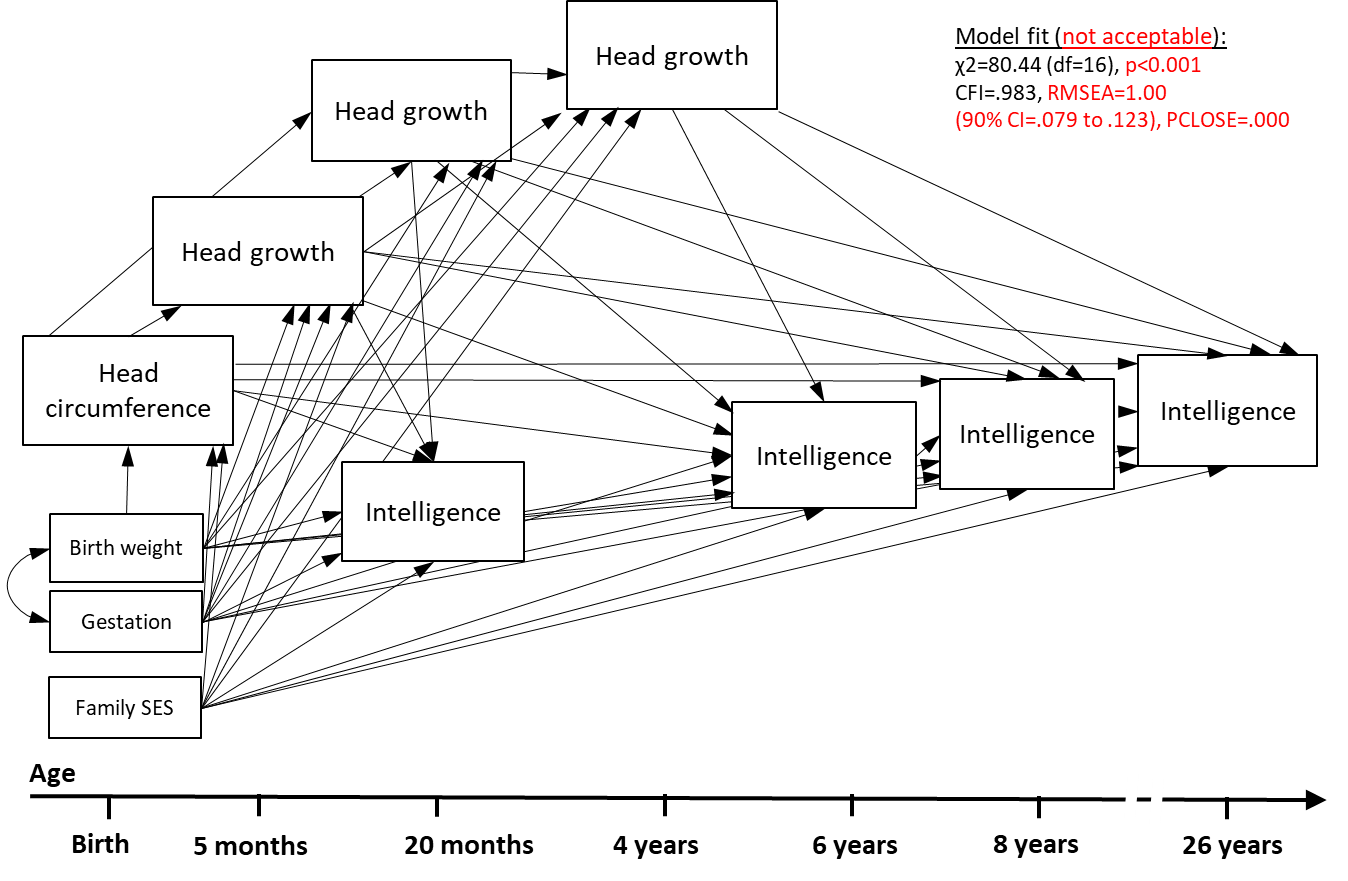 Head growth
Model fit (not acceptable):
χ2=80.44 (df=16), p<0.001
CFI=.983, RMSEA=1.00
(90% CI=.079 to .123), PCLOSE=.000
Head growth
Head growth
Head
circumference
Intelligence
Intelligence
Intelligence
Intelligence
Birth weight
Gestation
Family SES
Age
Birth
5 months
20 months
4 years
6 years
8 years
26 years